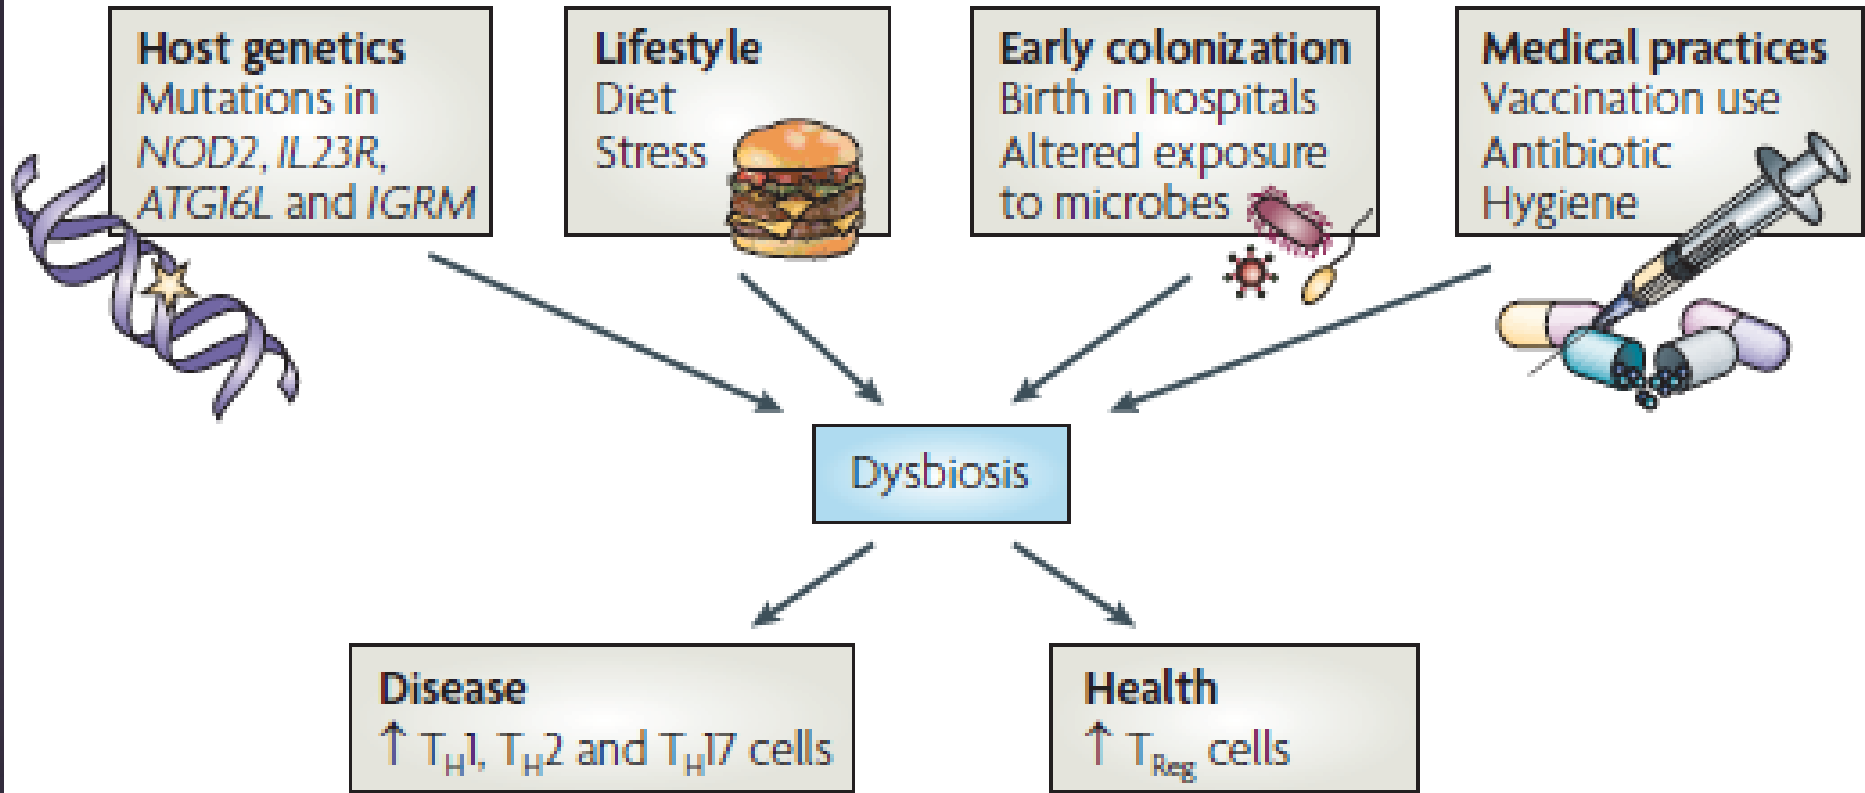 Host genetics
Mutations in
NOD2, IL23R,
ATG16L and IGRM
Lifestyle
Diet
Stress
Early colonization
Birth in hospitals
Altered exposure
to microbes
Medical practices
Vaccination use
Antibiotic
Hygiene
Dysbiosis
Disease
↑ TH1, TH2 and TH17 cells
Health
↑ TReg cells